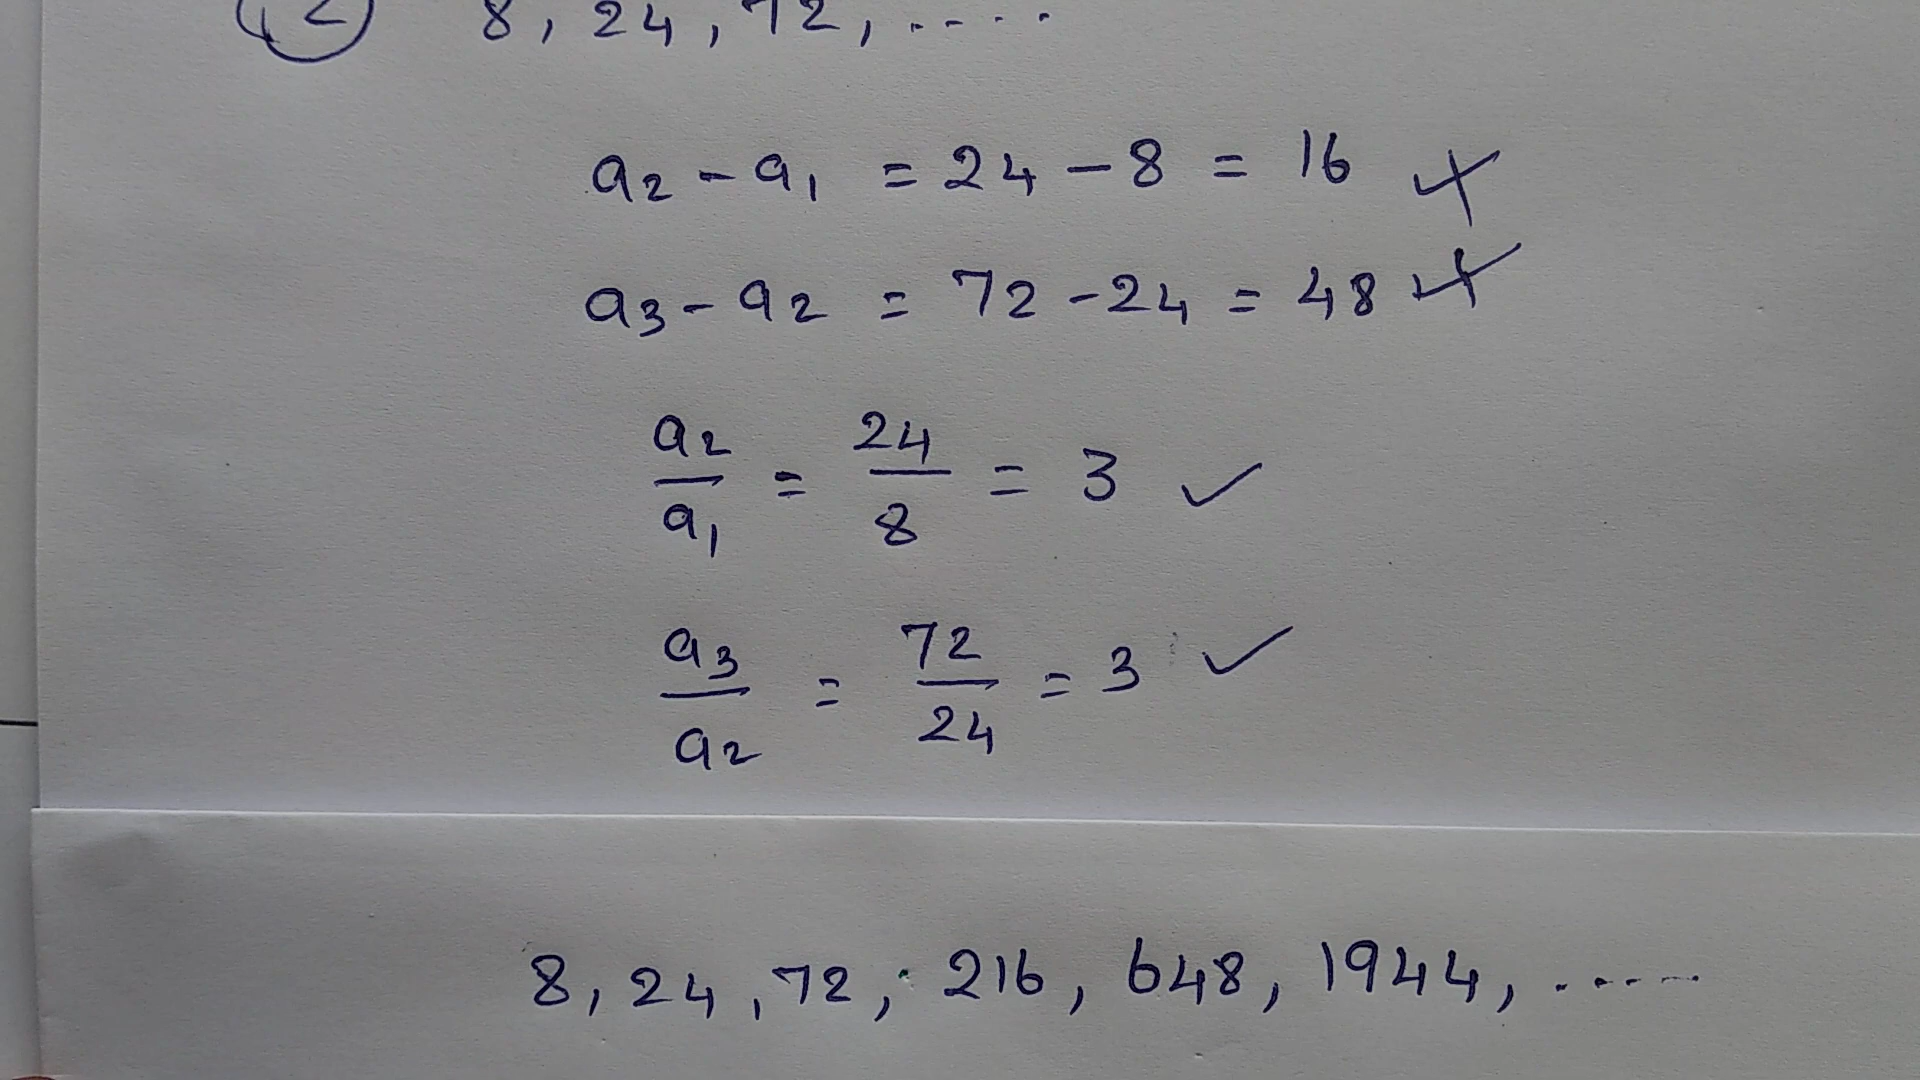 2 8, 24, 72, ....
a2 - a1 = 24 - 8 = 16 ✗
a3 - a2 = 72 - 24 = 48 ✗
a2/a1 = 24/8 = 3 ✓
a3/a2 = 72/24 = 3 ✓
8, 24, 72, 216, 648, 1944, .....